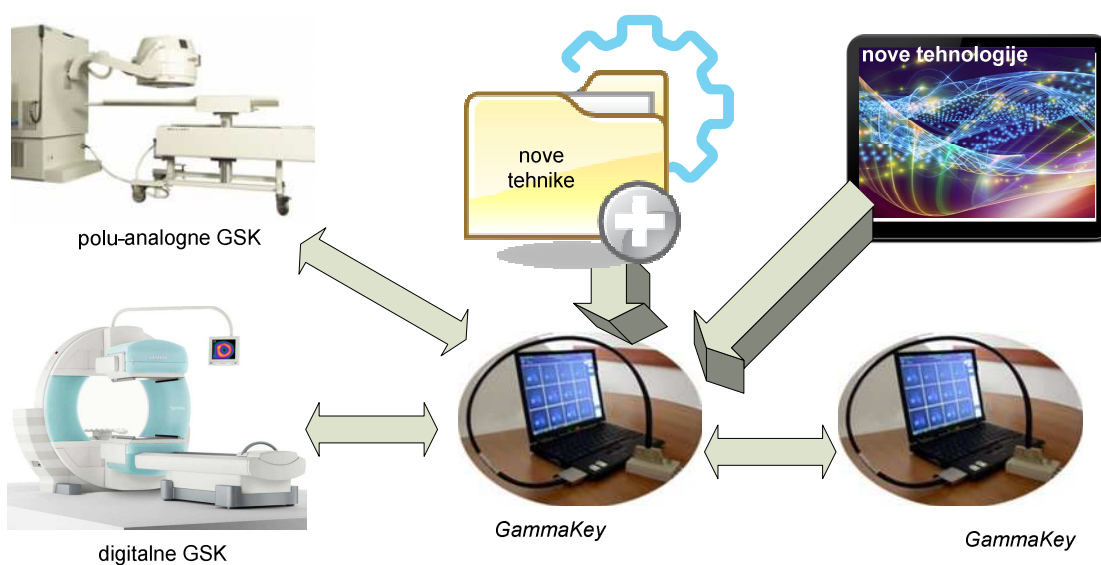 nove tehnologije
nove
tehnike
polu-analogne GSK
GammaKey
GammaKey
digitalne GSK